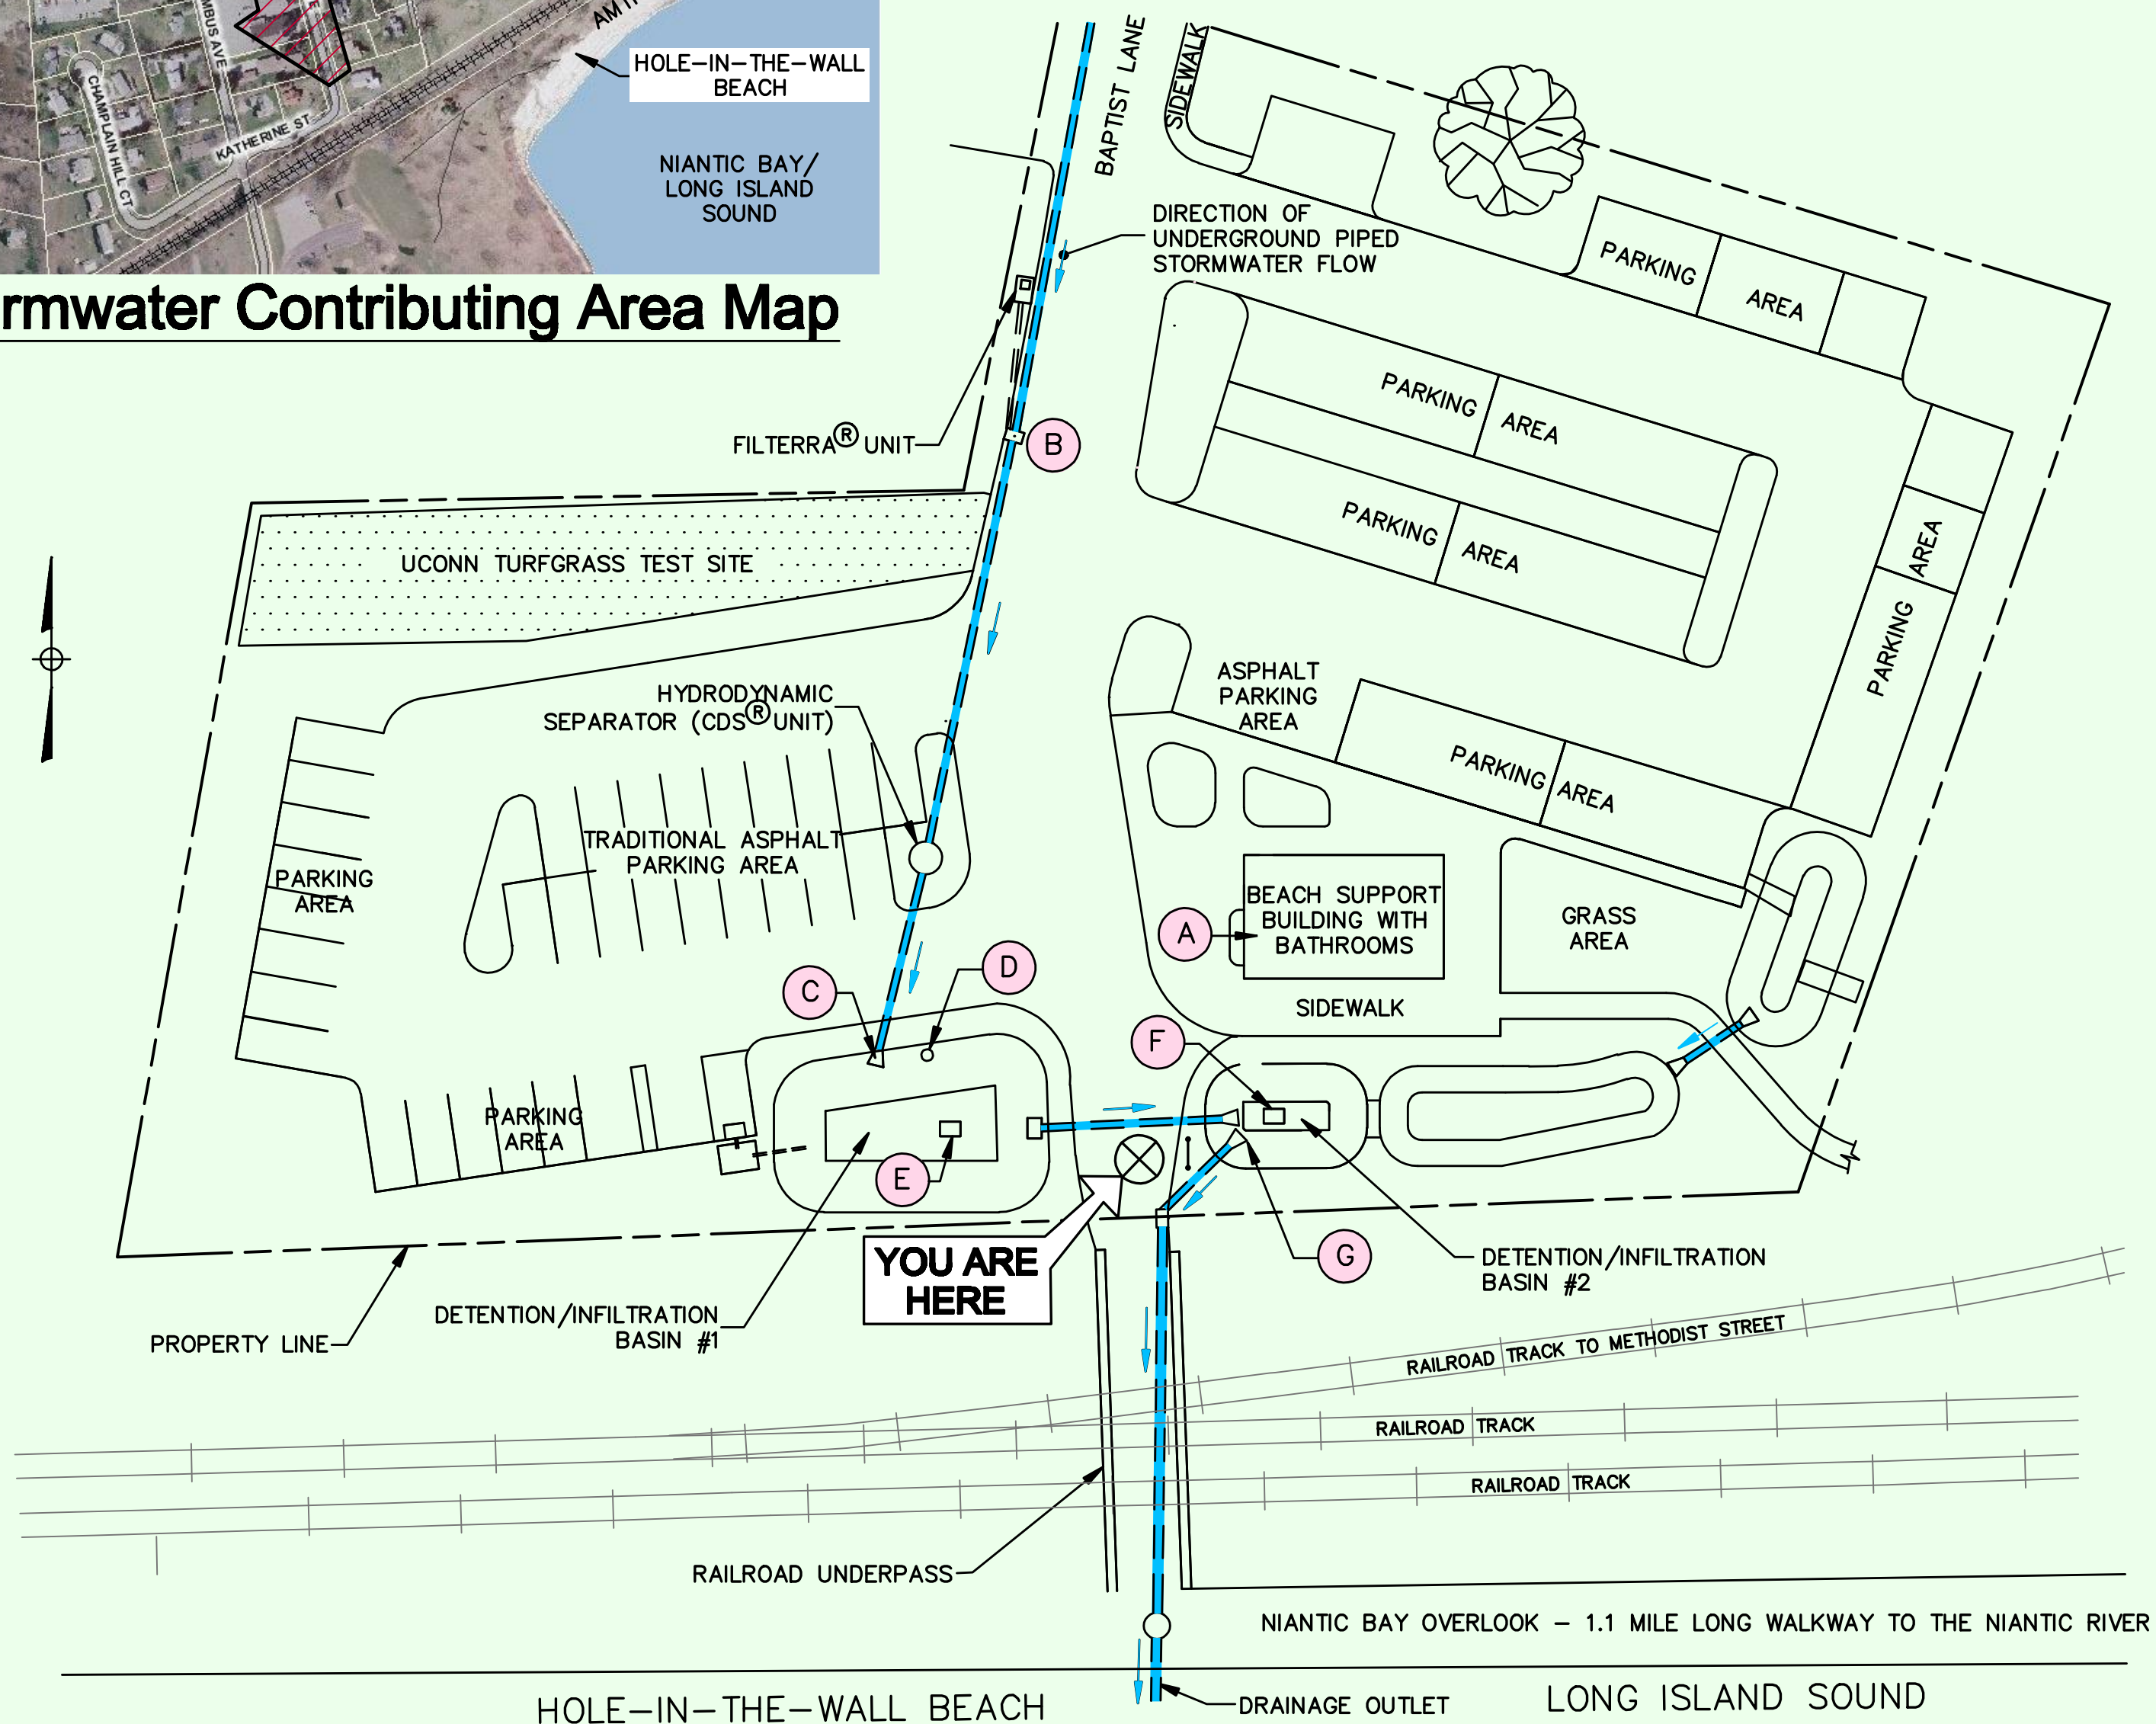 MBUS AVE
AMT
CHAMPLAIN HILL CT
KATHERINE ST
HOLE-IN-THE-WALL
BEACH
NIANTIC BAY/
LONG ISLAND
SOUND
rmwater Contributing Area Map
BAPTIST LANE
SIDEWALK
DIRECTION OF
UNDERGROUND PIPED
STORMWATER FLOW
PARKING AREA
FILTERRA® UNIT
B
PARKING AREA
PARKING AREA
PARKING AREA
UCONN TURFGRASS TEST SITE
HYDRODYNAMIC
SEPARATOR (CDS® UNIT)
ASPHALT
PARKING
AREA
PARKING AREA
TRADITIONAL ASPHALT
PARKING AREA
PARKING
AREA
A
BEACH SUPPORT
BUILDING WITH
BATHROOMS
GRASS
AREA
C
D
SIDEWALK
F
PARKING
AREA
E
YOU ARE
HERE
G
DETENTION/INFILTRATION
BASIN #2
DETENTION/INFILTRATION
BASIN #1
PROPERTY LINE
RAILROAD TRACK TO METHODIST STREET
RAILROAD TRACK
RAILROAD TRACK
RAILROAD UNDERPASS
NIANTIC BAY OVERLOOK - 1.1 MILE LONG WALKWAY TO THE NIANTIC RIVER
HOLE-IN-THE-WALL BEACH
DRAINAGE OUTLET
LONG ISLAND SOUND